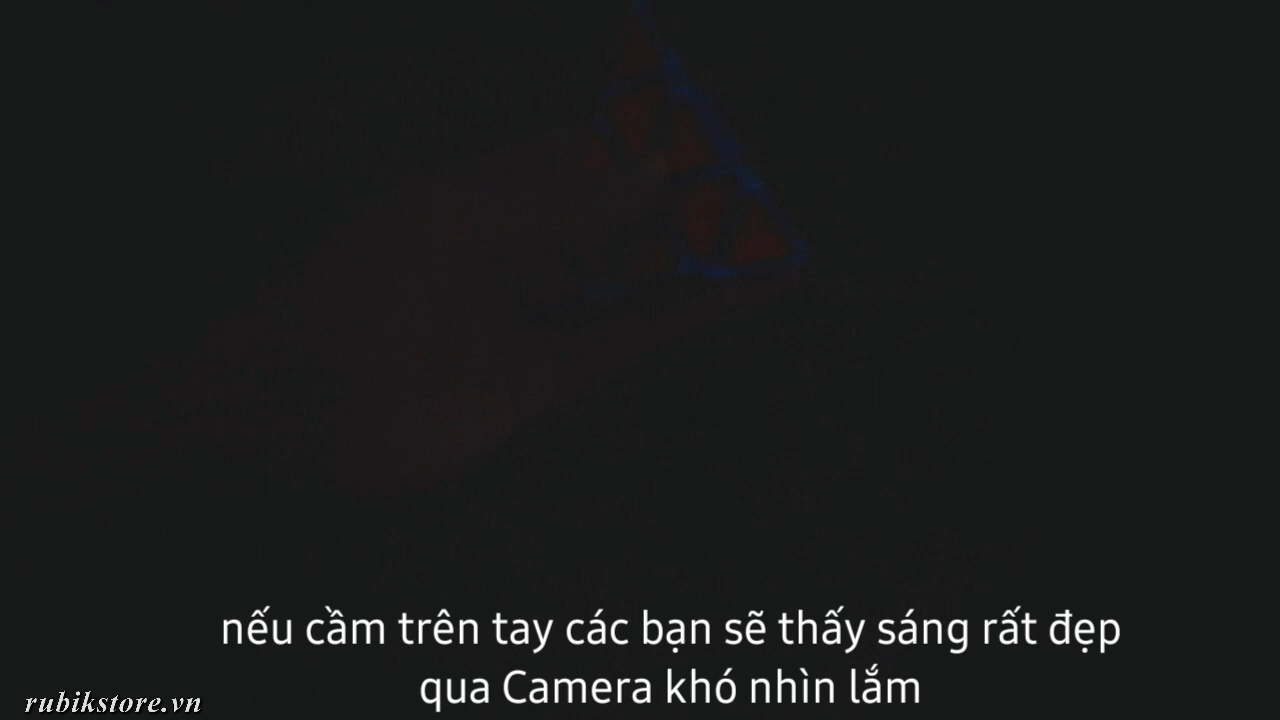 nếu cầm trên tay các bạn sẽ thấy sáng rất đẹp
qua Camera khó nhìn lắm
rubikstore.vn